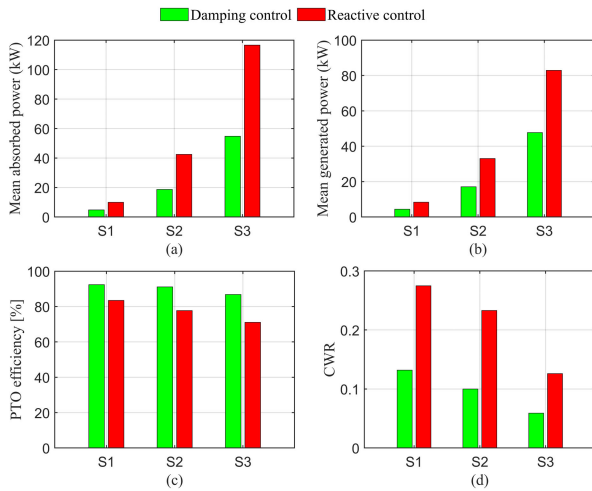 Damping control Reactive control
Mean absorbed power (kW)
120
100
80
60
40
20
0
S1 S2 S3
(a)
Mean generated power (kW)
100
80
60
40
20
0
S1 S2 S3
(b)
PTO efficiency [%]
100
80
60
40
20
0
S1 S2 S3
(c)
CWR
0.3
0.2
0.1
0
S1 S2 S3
(d)